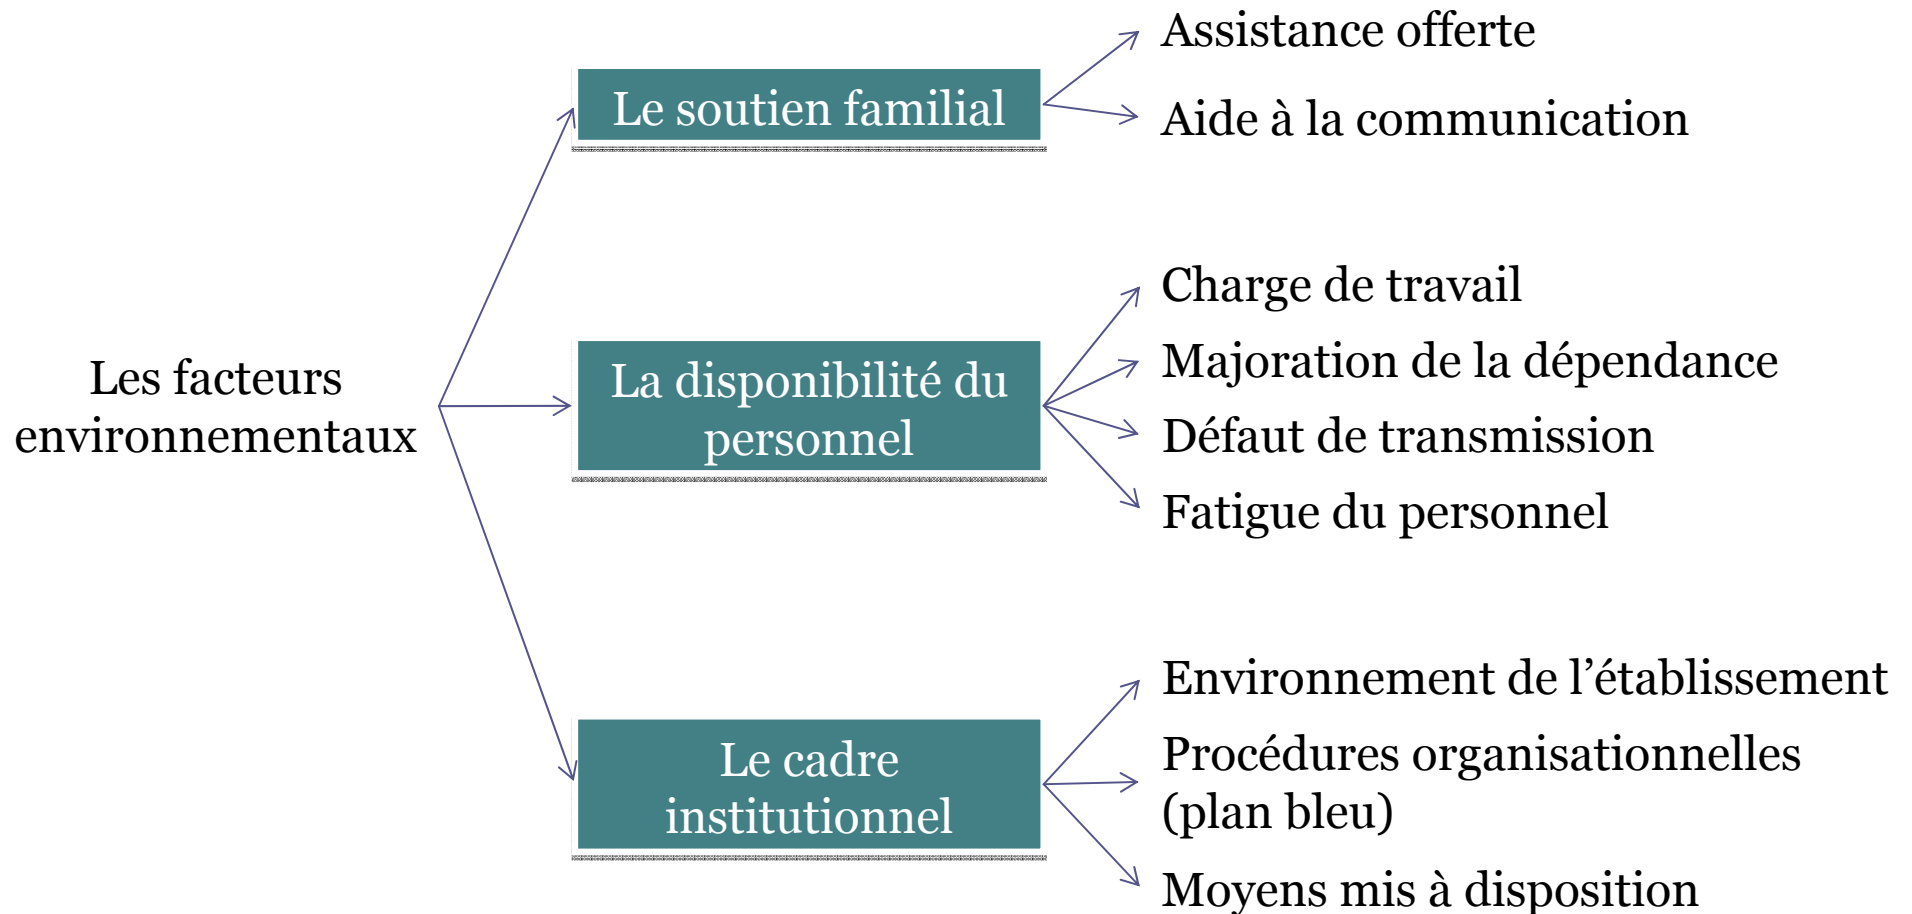 Les facteurs
environnementaux
Le soutien familial
Assistance offerte
Aide à la communication
La disponibilité du
personnel
Charge de travail
Majoration de la dépendance
Défaut de transmission
Fatigue du personnel
Le cadre
institutionnel
Environnement de l’établissement
Procédures organisationnelles
(plan bleu)
Moyens mis à disposition